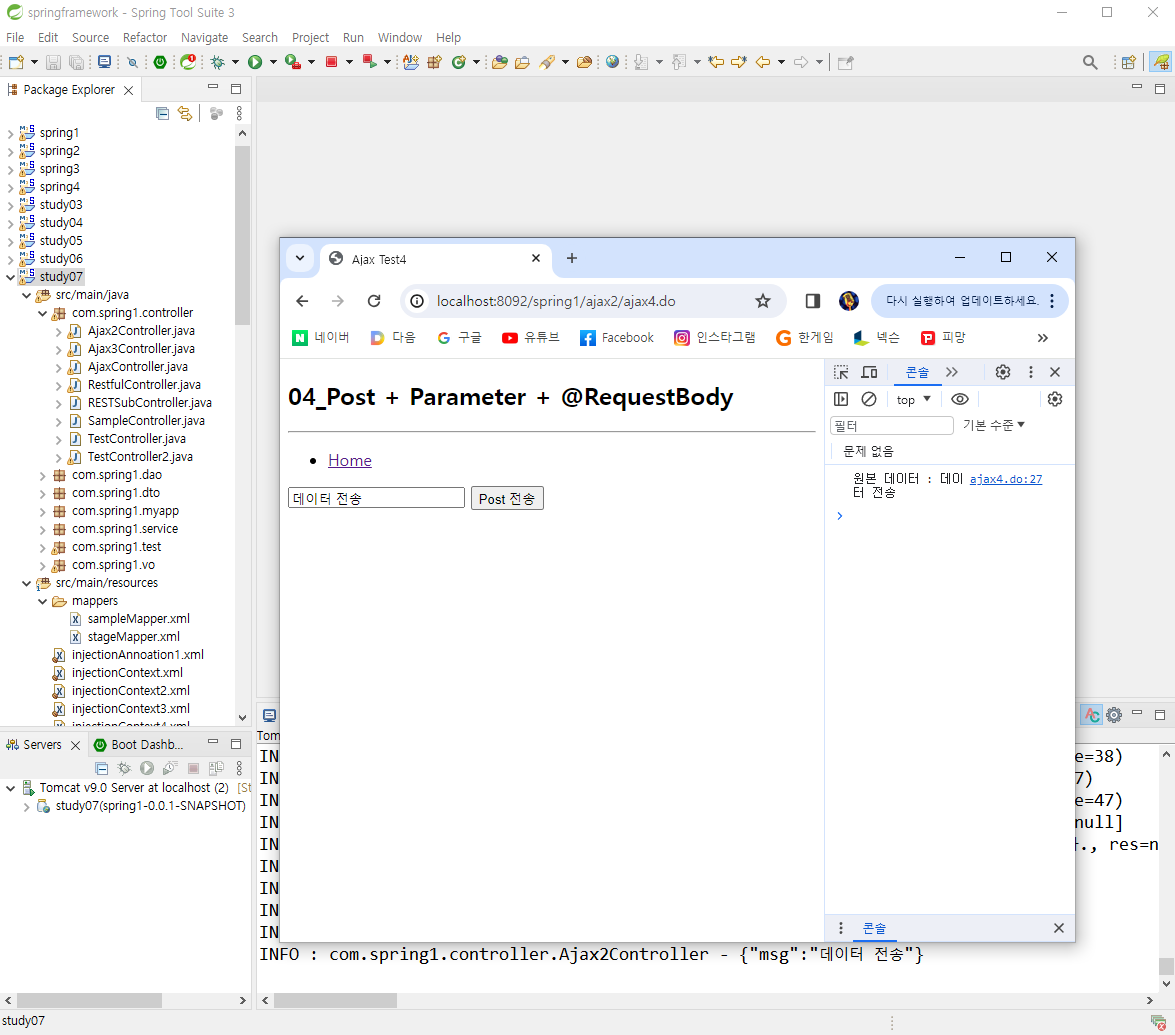 springframework - Spring Tool Suite 3
File Edit Source Refactor Navigate Search Project Run Window Help
Package Explorer
spring1
spring2
spring3
spring4
study03
study04
study05
study06
study07
src/main/java
com.spring1.controller
Ajax2Controller.java
Ajax3Controller.java
AjaxController.java
RestfulController.java
RESTSubController.java
SampleController.java
TestController.java
TestController2.java
com.spring1.dao
com.spring1.dto
com.spring1.myapp
com.spring1.service
com.spring1.test
com.spring1.vo
src/main/resources
mappers
sampleMapper.xml
stageMapper.xml
injectionAnnoation1.xml
injectionContext.xml
injectionContext2.xml
injectionContext3.xml
injectionContext4.xml
Servers Boot Dashb...
Tomcat v9.0 Server at localhost (2) [St
study07(spring1-0.0.1-SNAPSHOT)
Ajax Test4
localhost:8092/spring1/ajax2/ajax4.do
다시 실행하여 업데이트하세요.
네이버 다음 구글 유튜브 Facebook 인스타그램 한게임 넥슨 피망
04_Post + Parameter + @RequestBody
Home
데이터 전송 Post 전송
콘솔
top
필터 기본 수준
문제 없음
원본 데이터 : 데이 ajax4.do:27
터 전송
콘솔
Tom
IN e=38)
IN 7)
IN e=47)
IN null]
IN ., res=n
IN
IN
IN
IN
INFO : com.spring1.controller.Ajax2Controller - {"msg":"데이터 전송"}
study07